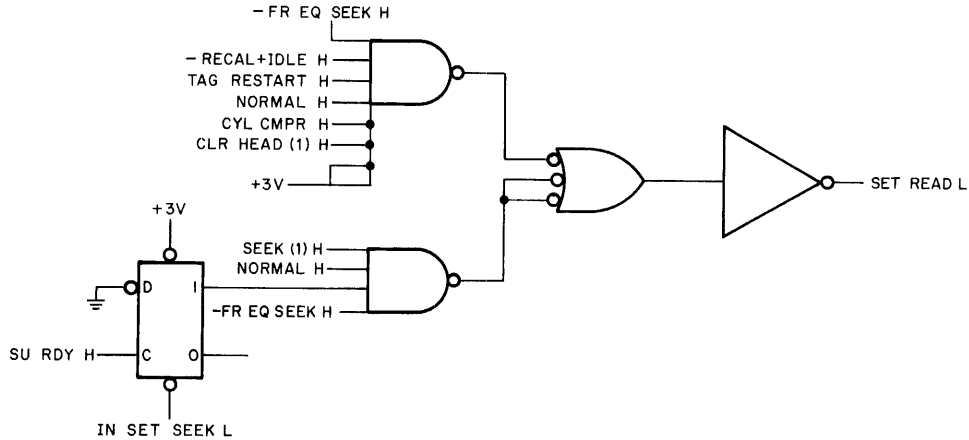 -FR EQ SEEK H
-RECAL+IDLE H
TAG RESTART H
NORMAL H
CYL CMPR H
CLR HEAD (1) H
+3V
SET READ L
+3V
SEEK (1) H
NORMAL H
D 1
-FR EQ SEEK H
SU RDY H
C 0
IN SET SEEK L